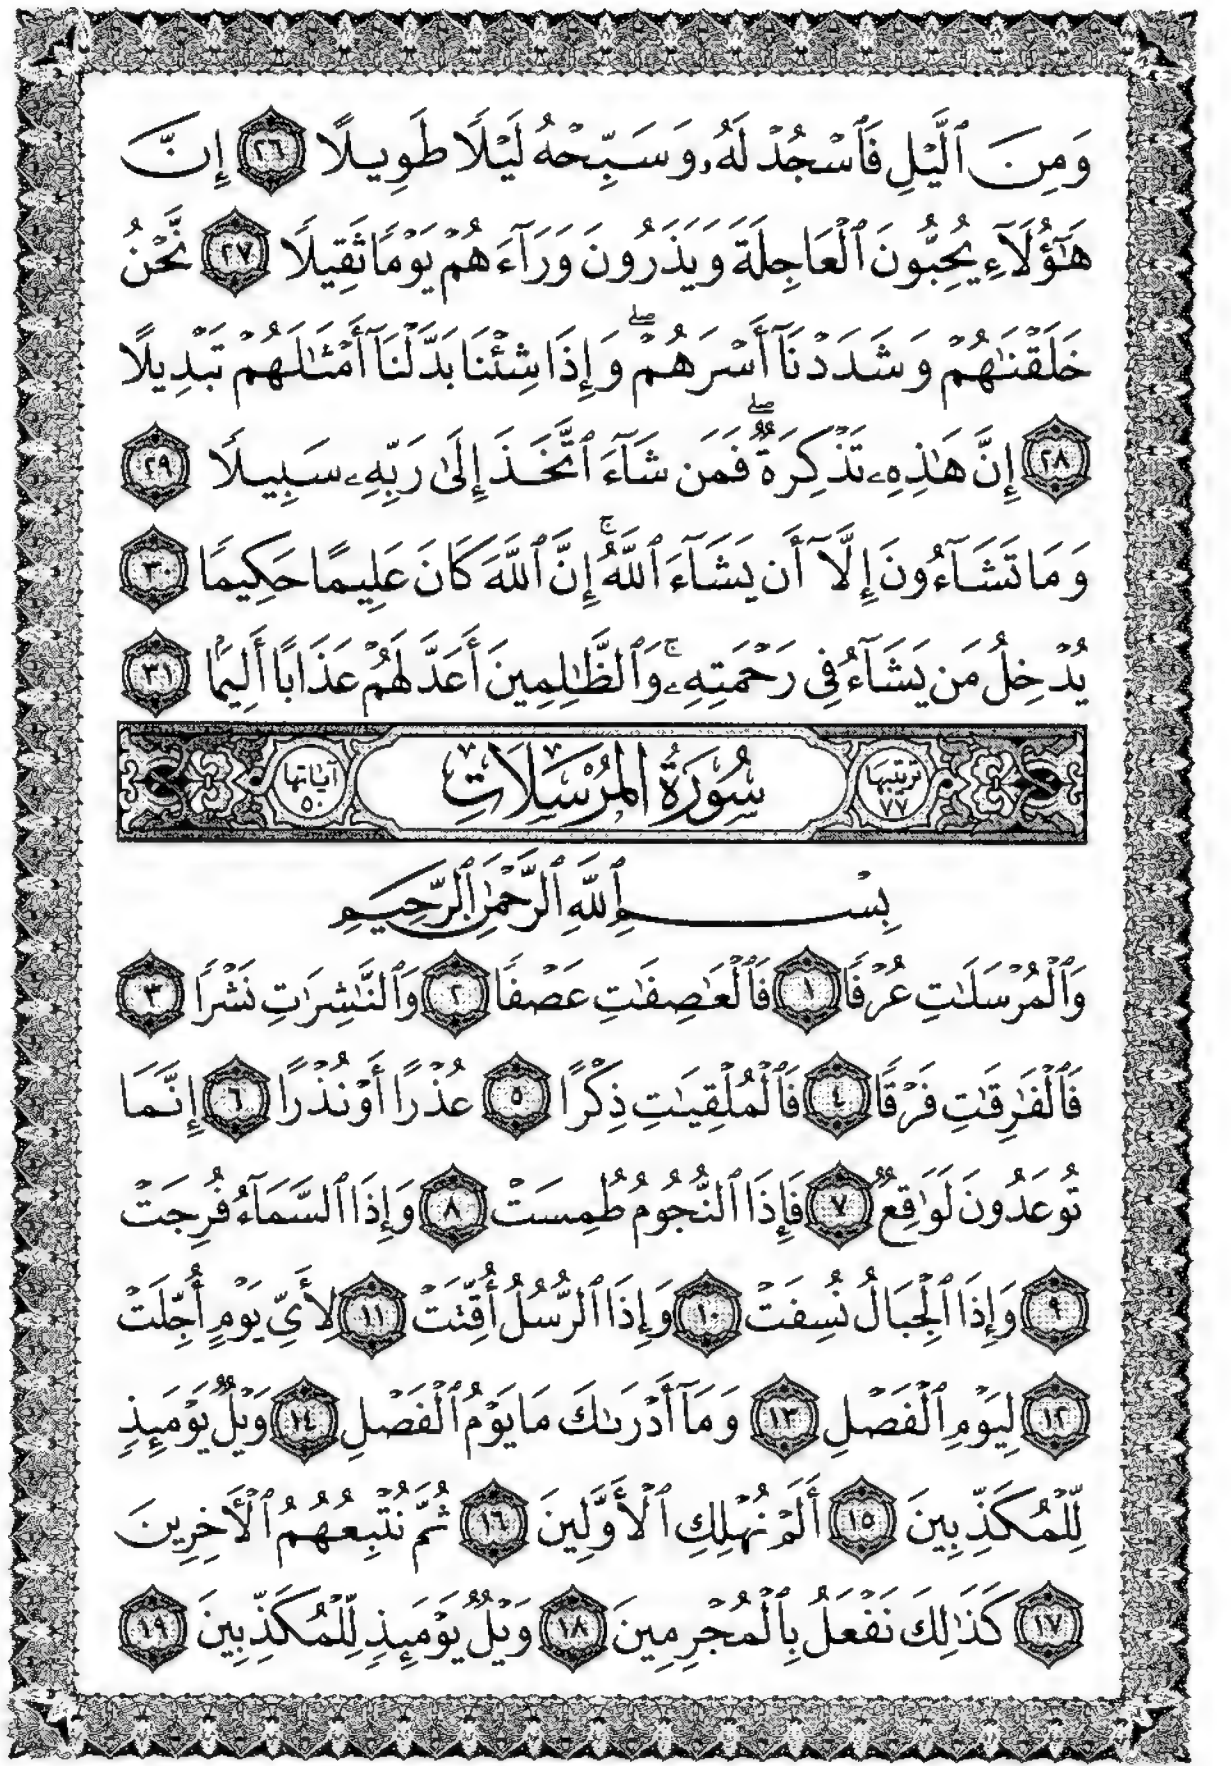 وَمِنَ ٱلَّيۡلِ فَٱسۡجُدۡ لَهُۥ وَسَبِّحۡهُ لَيۡلٗا طَوِيلًا ٢٦ إِنَّ
هَٰٓؤُلَآءِ يُحِبُّونَ ٱلۡعَاجِلَةَ وَيَذَرُونَ وَرَآءَهُمۡ يَوۡمٗا ثَقِيلٗا ٢٧ نَّحۡنُ
خَلَقۡنَٰهُمۡ وَشَدَدۡنَآ أَسۡرَهُمۡۖ وَإِذَا شِئۡنَا بَدَّلۡنَآ أَمۡثَٰلَهُمۡ تَبۡدِيلًا
٢٨ إِنَّ هَٰذِهِۦ تَذۡكِرَةٞۖ فَمَن شَآءَ ٱتَّخَذَ إِلَىٰ رَبِّهِۦ سَبِيلٗا ٢٩
وَمَا تَشَآءُونَ إِلَّآ أَن يَشَآءَ ٱللَّهُۚ إِنَّ ٱللَّهَ كَانَ عَلِيمًا حَكِيمٗا ٣٠
يُدۡخِلُ مَن يَشَآءُ فِي رَحۡمَتِهِۦۚ وَٱلظَّٰلِمِينَ أَعَدَّ لَهُمۡ عَذَابًا أَلِيمَۢا ٣١
ترتيبها ٧٧ سُورَةُ المُرْسَلَات آياتها ٥٠
بِسۡمِ ٱللَّهِ ٱلرَّحۡمَٰنِ ٱلرَّحِيمِ
وَٱلۡمُرۡسَلَٰتِ عُرۡفٗا ١ فَٱلۡعَٰصِفَٰتِ عَصۡفٗا ٢ وَٱلنَّٰشِرَٰتِ نَشۡرٗا ٣
فَٱلۡفَٰرِقَٰتِ فَرۡقٗا ٤ فَٱلۡمُلۡقِيَٰتِ ذِكۡرًا ٥ عُذۡرًا أَوۡ نُذۡرًا ٦ إِنَّمَا
تُوعَدُونَ لَوَٰقِعٞ ٧ فَإِذَا ٱلنُّجُومُ طُمِسَتۡ ٨ وَإِذَا ٱلسَّمَآءُ فُرِجَتۡ
٩ وَإِذَا ٱلۡجِبَالُ نُسِفَتۡ ١٠ وَإِذَا ٱلرُّسُلُ أُقِّتَتۡ ١١ لِأَيِّ يَوۡمٍ أُجِّلَتۡ
١٢ لِيَوۡمِ ٱلۡفَصۡلِ ١٣ وَمَآ أَدۡرَىٰكَ مَا يَوۡمُ ٱلۡفَصۡلِ ١٤ وَيۡلٞ يَوۡمَئِذٖ
لِّلۡمُكَذِّبِينَ ١٥ أَلَمۡ نُهۡلِكِ ٱلۡأَوَّلِينَ ١٦ ثُمَّ نُتۡبِعُهُمُ ٱلۡأٓخِرِينَ
١٧ كَذَٰلِكَ نَفۡعَلُ بِٱلۡمُجۡرِمِينَ ١٨ وَيۡلٞ يَوۡمَئِذٖ لِّلۡمُكَذِّبِينَ ١٩